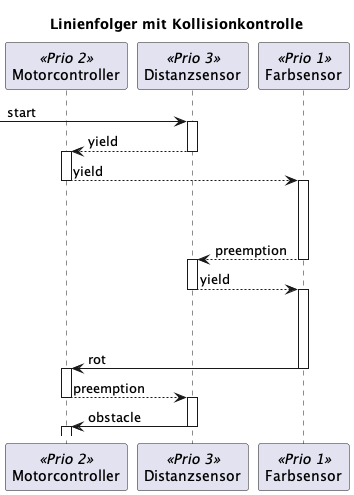 Linienfolger mit Kollisionkontrolle
«Prio 2» «Prio 3» «Prio 1»
Motorcontroller Distanzsensor Farbsensor
start
yield
yield
preemption
yield
rot
preemption
obstacle
«Prio 2» «Prio 3» «Prio 1»
Motorcontroller Distanzsensor Farbsensor